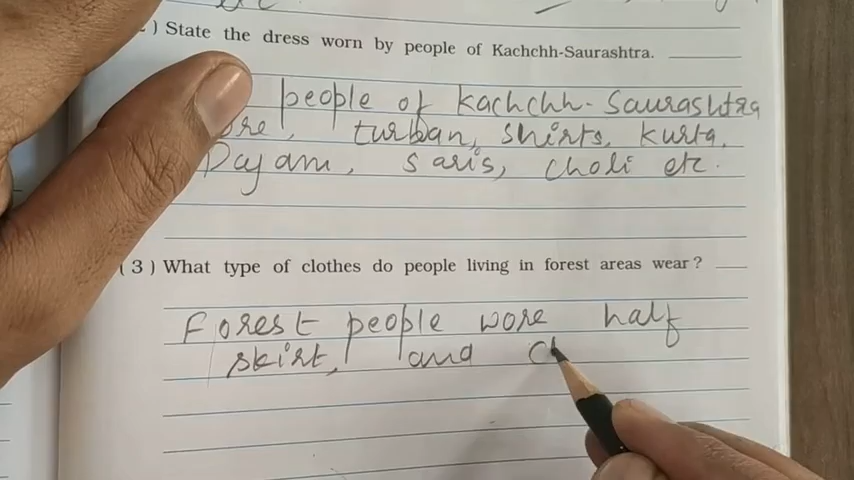 ) State the dress worn by people of Kachchh-Saurashtra.
people of Kachchh-Saurashtra
turban, shirts, kurta,
Pajam, saris, choli etc.
(3) What type of clothes do people living in forest areas wear?
Forest people wore half
skirt, and Ch